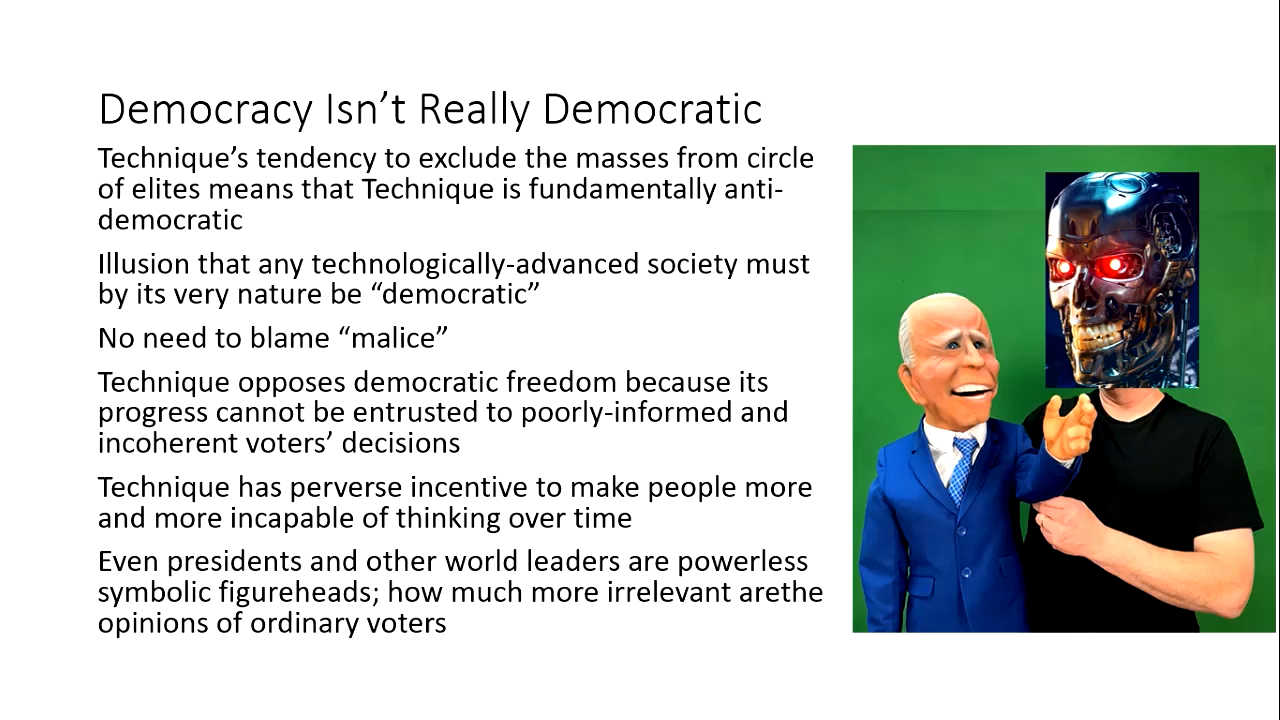 Democracy Isn’t Really Democratic
Technique’s tendency to exclude the masses from circle
of elites means that Technique is fundamentally anti-
democratic
Illusion that any technologically-advanced society must
by its very nature be “democratic”
No need to blame “malice”
Technique opposes democratic freedom because its
progress cannot be entrusted to poorly-informed and
incoherent voters’ decisions
Technique has perverse incentive to make people more
and more incapable of thinking over time
Even presidents and other world leaders are powerless
symbolic figureheads; how much more irrelevant arethe
opinions of ordinary voters